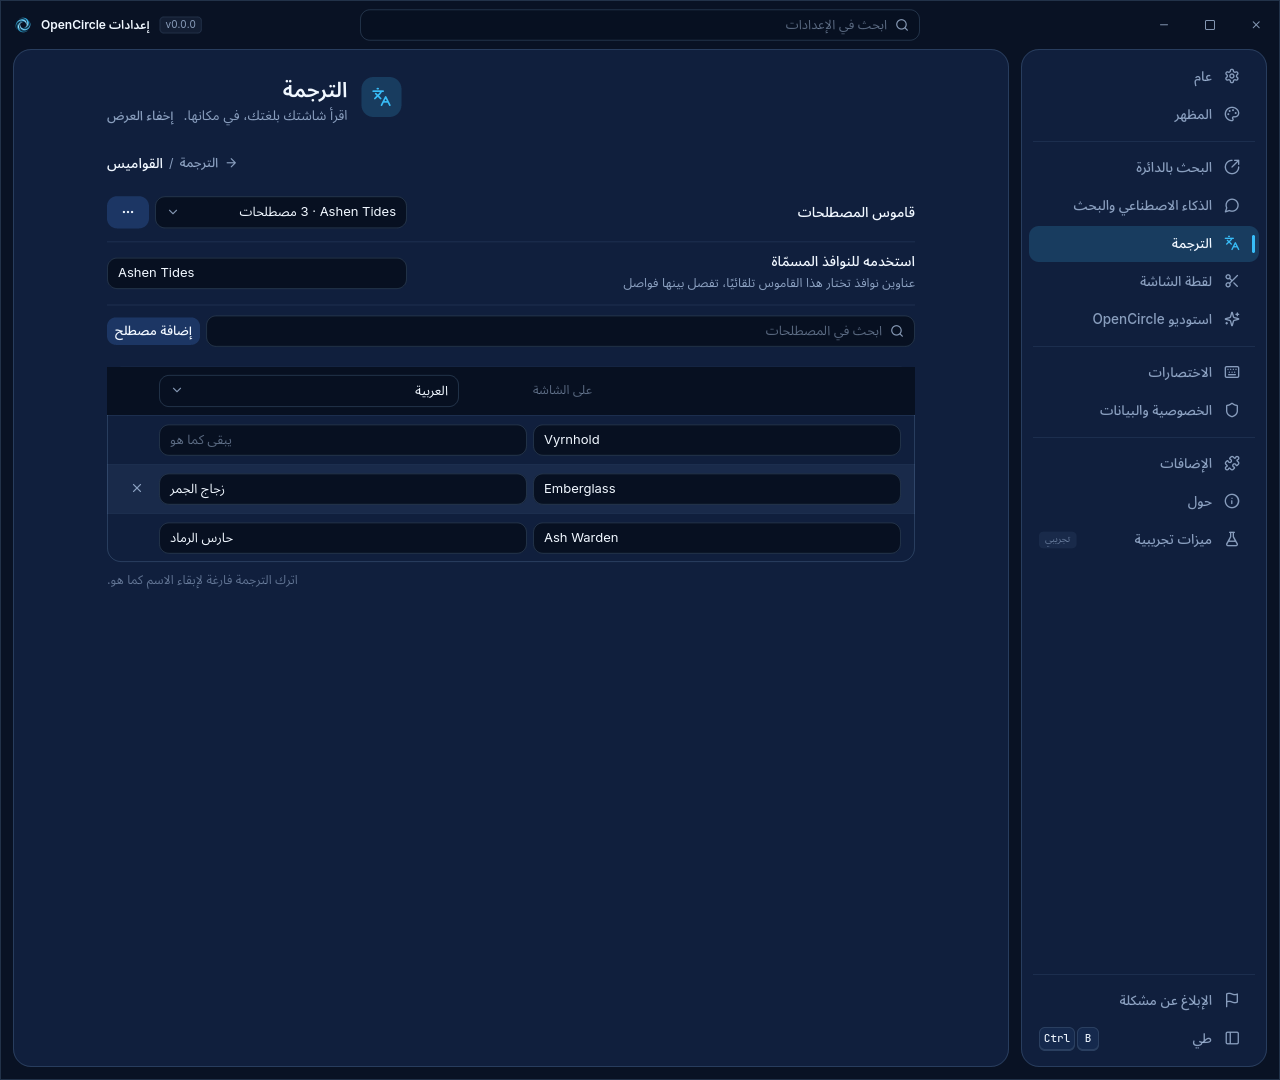 إعدادات OpenCircle
v0.0.0
ابحث في الإعدادات
عام
المظهر
البحث بالدائرة
الذكاء الاصطناعي والبحث
الترجمة
لقطة الشاشة
استوديو OpenCircle
الاختصارات
الخصوصية والبيانات
الإضافات
حول
ميزات تجريبية
تجريبي
الإبلاغ عن مشكلة
طي
Ctrl B
الترجمة
اقرأ شاشتك بلغتك، في مكانها. إخفاء العرض
الترجمة / القواميس
قاموس المصطلحات
Ashen Tides · 3 مصطلحات
استخدمه للنوافذ المسمّاة
عناوين نوافذ تختار هذا القاموس تلقائيًا، تفصل بينها فواصل
Ashen Tides
ابحث في المصطلحات
إضافة مصطلح
على الشاشة
العربية
Vyrnhold
يبقى كما هو
Emberglass
زجاج الجمر
Ash Warden
حارس الرماد
اترك الترجمة فارغة لإبقاء الاسم كما هو.